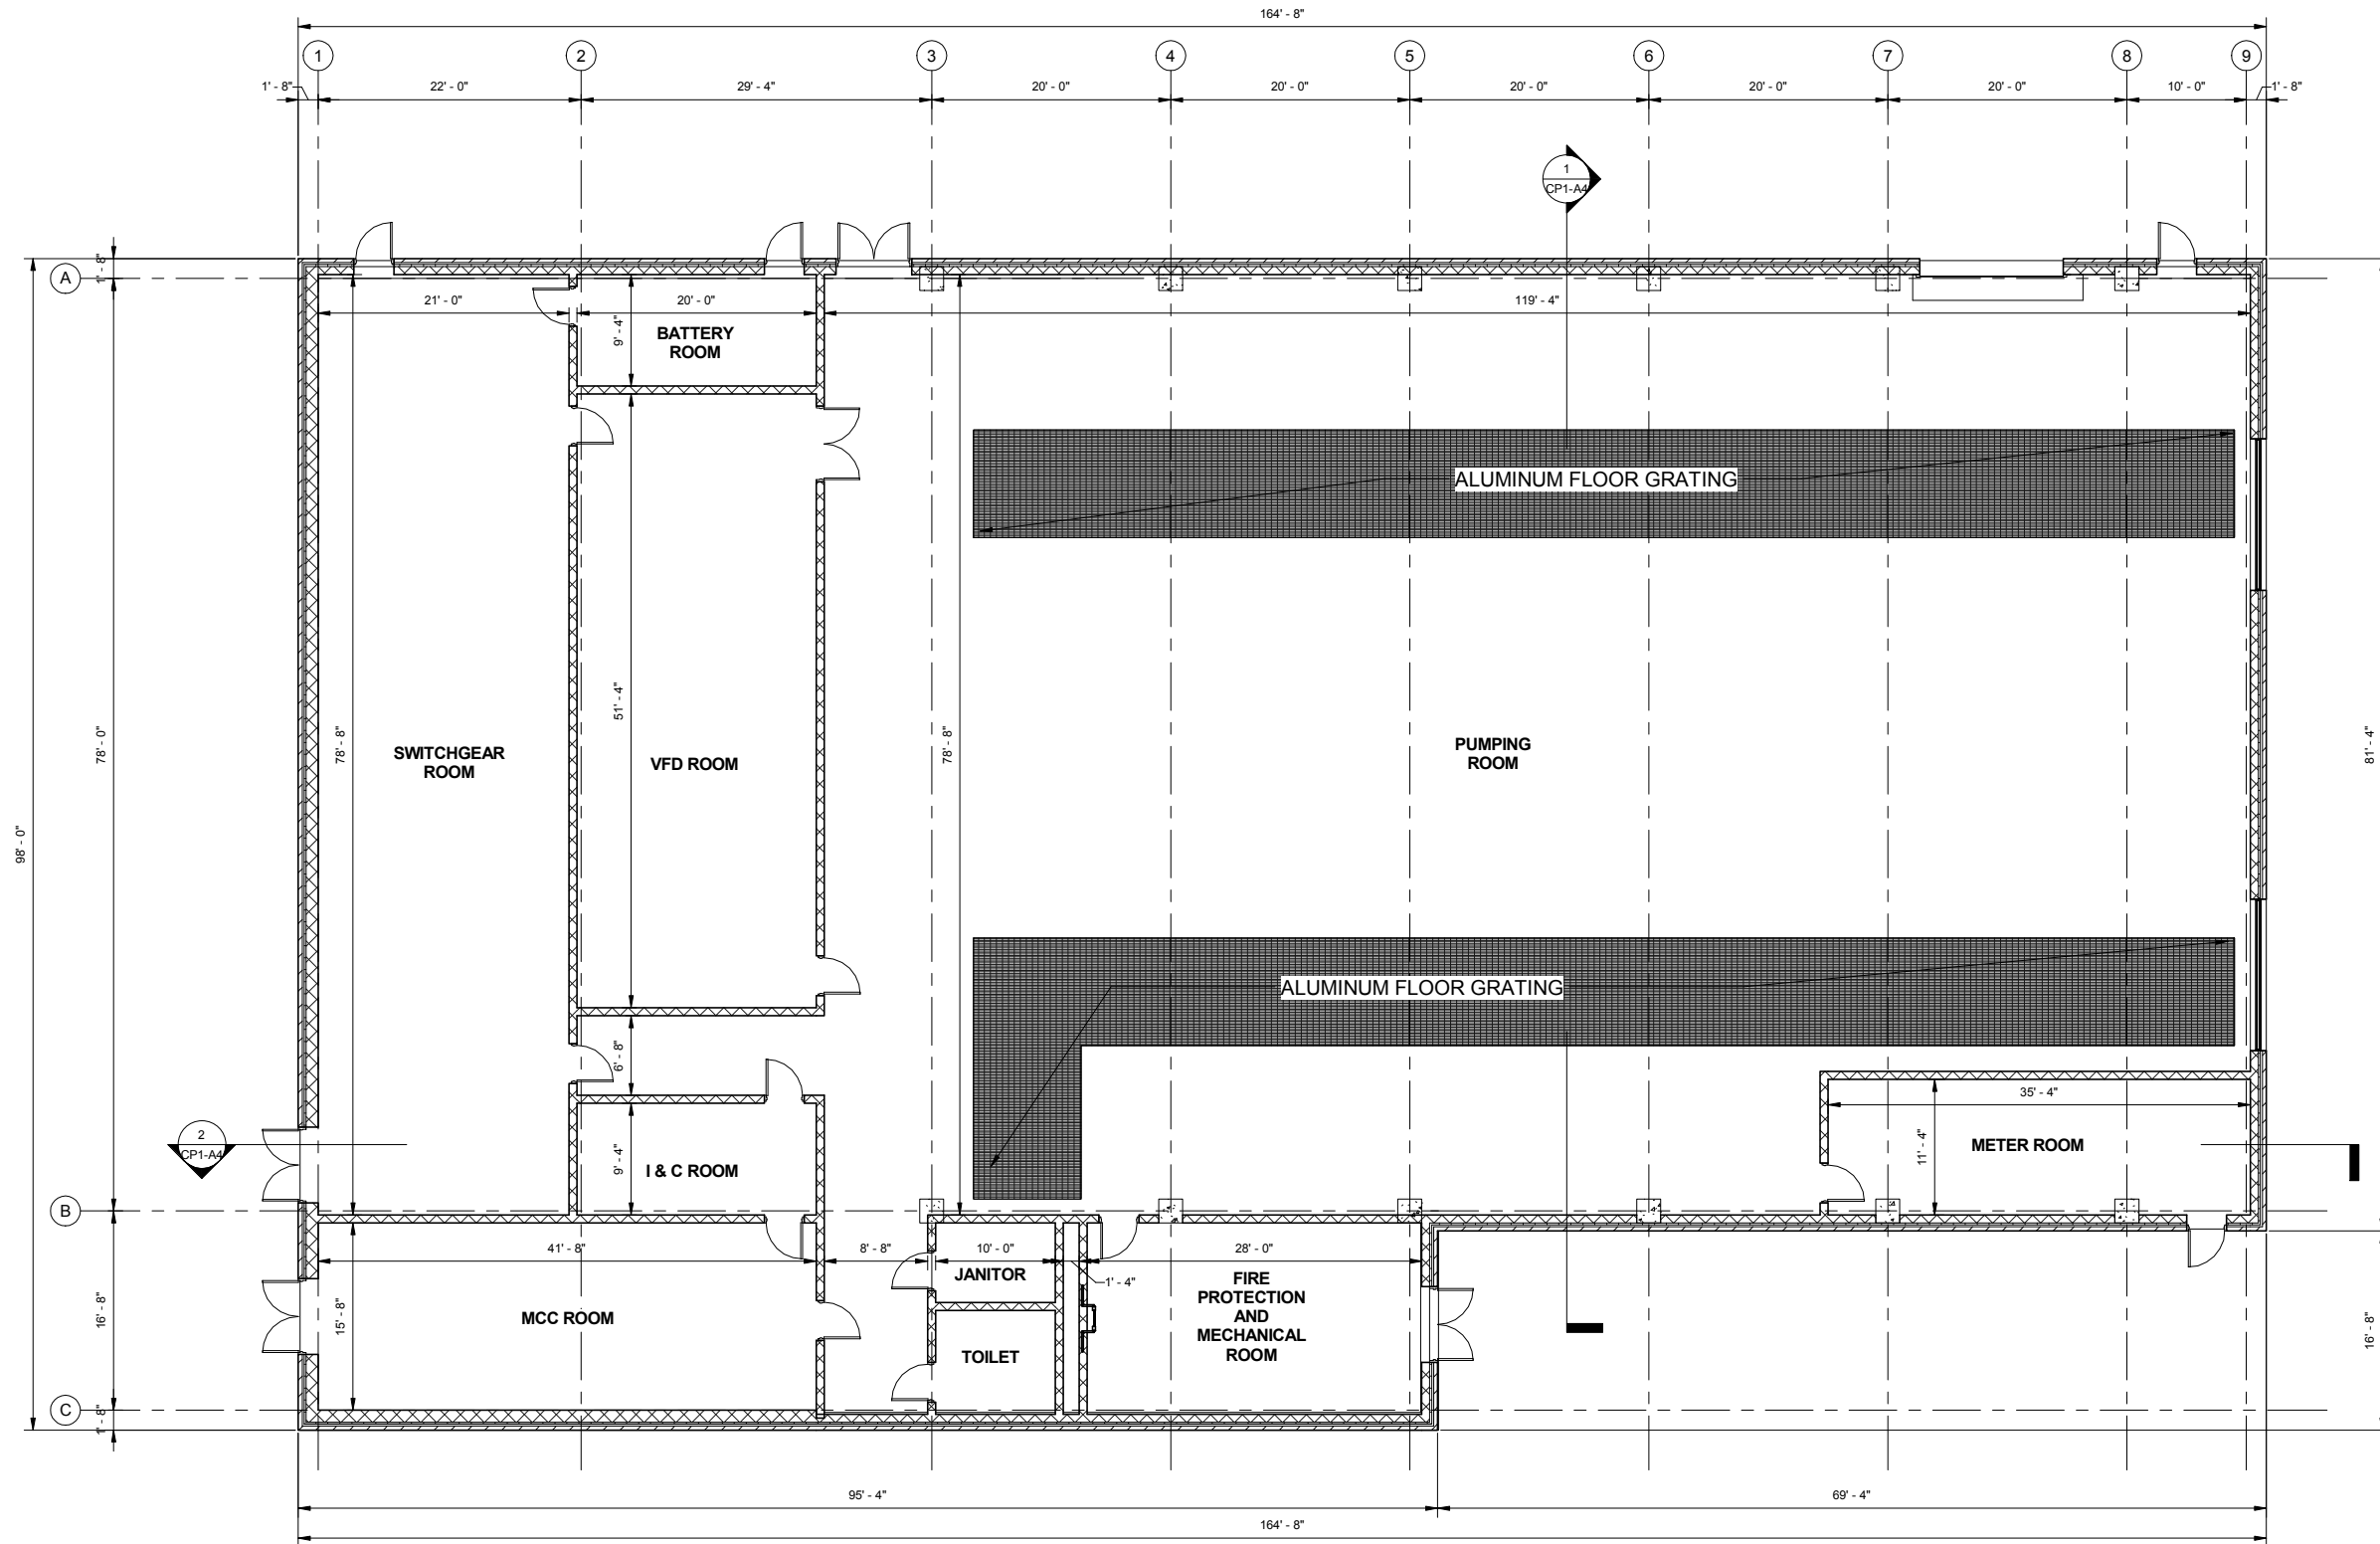 164' - 8"
1
2
3
4
5
6
7
8
9
1' - 8"
22' - 0"
29' - 4"
20' - 0"
20' - 0"
20' - 0"
20' - 0"
20' - 0"
10' - 0"
1' - 8"
1
CP1-A4
A
1' - 8"
21' - 0"
20' - 0"
119' - 4"
9' - 4"
BATTERY
ROOM
ALUMINUM FLOOR GRATING
98' - 0"
78' - 0"
78' - 8"
SWITCHGEAR
ROOM
51' - 4"
VFD ROOM
78' - 8"
PUMPING
ROOM
81' - 4"
ALUMINUM FLOOR GRATING
6' - 8"
35' - 4"
2
CP1-A4
9' - 4"
I & C ROOM
11' - 4"
METER ROOM
B
41' - 8"
8' - 8"
10' - 0"
28' - 0"
JANITOR
1' - 4"
FIRE
PROTECTION
AND
MECHANICAL
ROOM
16' - 8"
15' - 8"
MCC ROOM
TOILET
16' - 8"
C
1' - 8"
95' - 4"
69' - 4"
164' - 8"